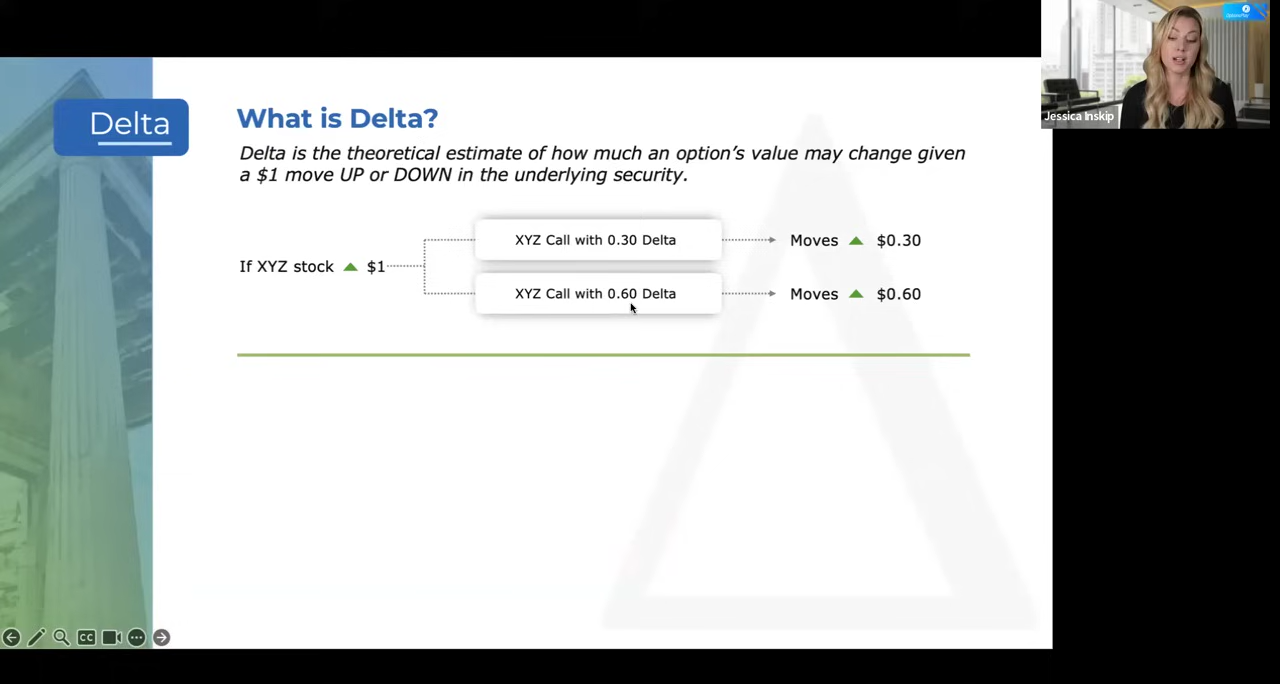 Jessica Inskip
Delta
What is Delta?
Delta is the theoretical estimate of how much an option's value may change given
a $1 move UP or DOWN in the underlying security.
If XYZ stock ▲ $1
XYZ Call with 0.30 Delta
Moves ▲ $0.30
XYZ Call with 0.60 Delta
Moves ▲ $0.60
CC